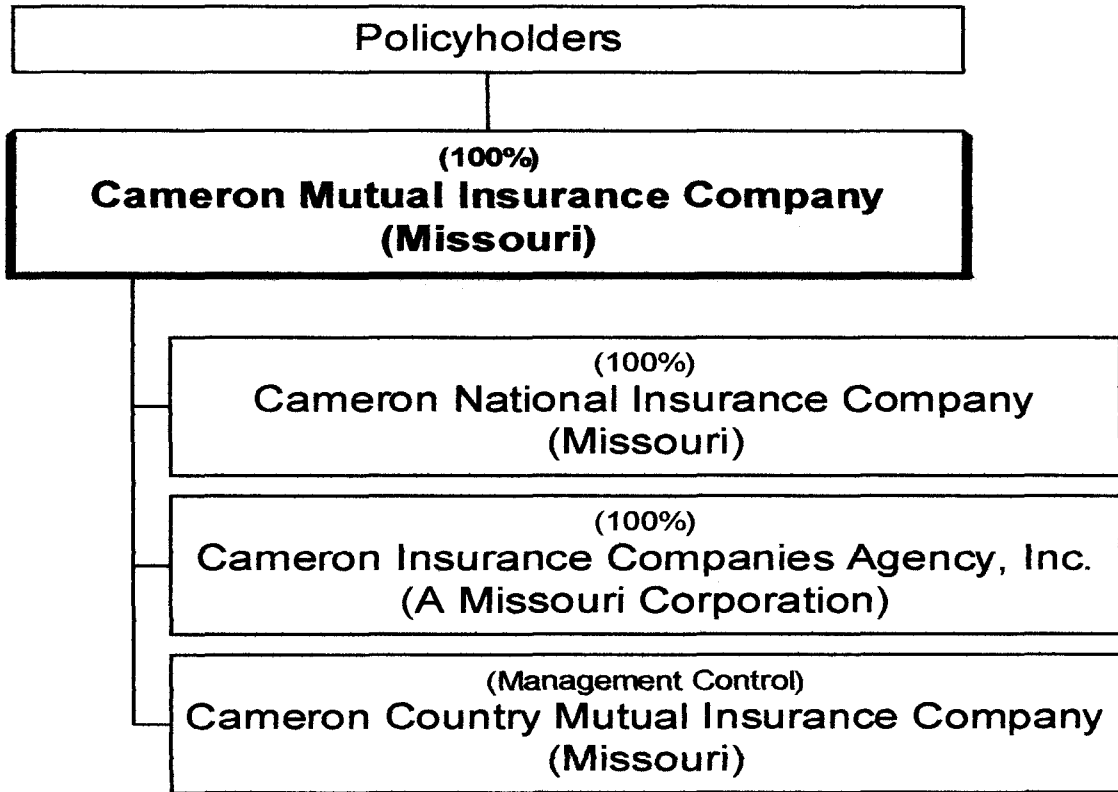 Policyholders
(100%)
Cameron Mutual Insurance Company
(Missouri)
(100%)
Cameron National Insurance Company
(Missouri)
(100%)
Cameron Insurance Companies Agency, Inc.
(A Missouri Corporation)
(Management Control)
Cameron Country Mutual Insurance Company
(Missouri)